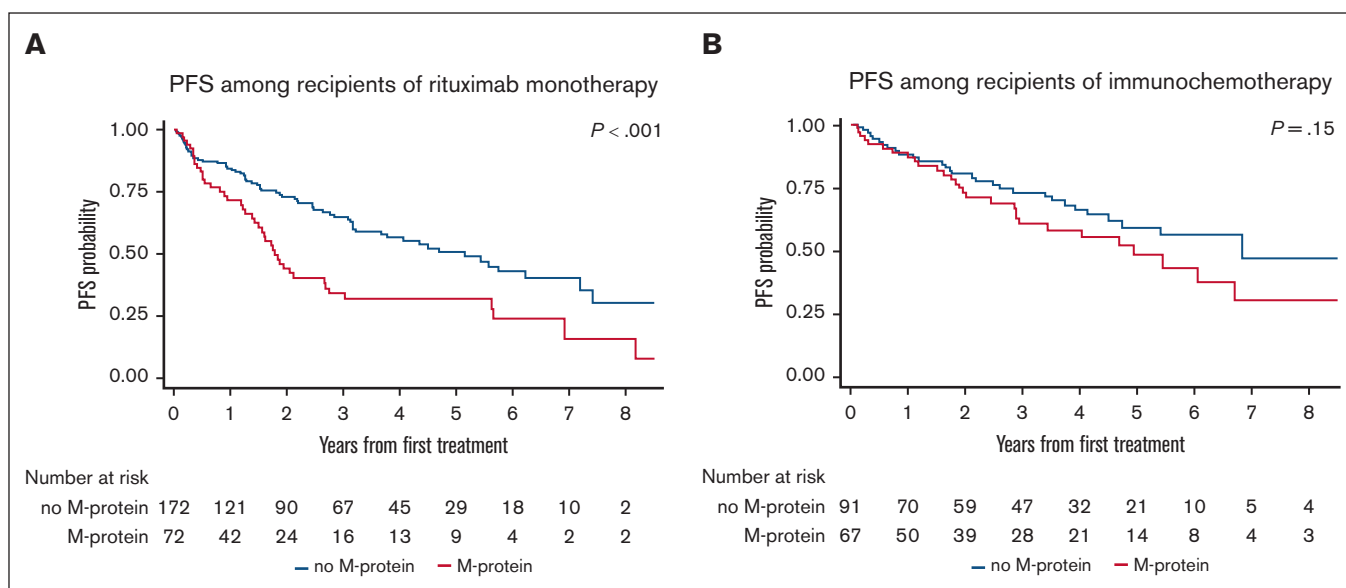 A
PFS among recipients of rituximab monotherapy
P < .001
1.00
0.75
0.50
0.25
0.00
PFS probability
0 1 2 3 4 5 6 7 8
Years from first treatment
Number at risk
no M-protein 172 121 90 67 45 29 18 10 2
M-protein 72 42 24 16 13 9 4 2 2
no M-protein M-protein
B
PFS among recipients of immunochemotherapy
P = .15
1.00
0.75
0.50
0.25
0.00
PFS probability
0 1 2 3 4 5 6 7 8
Years from first treatment
Number at risk
no M-protein 91 70 59 47 32 21 10 5 4
M-protein 67 50 39 28 21 14 8 4 3
no M-protein M-protein